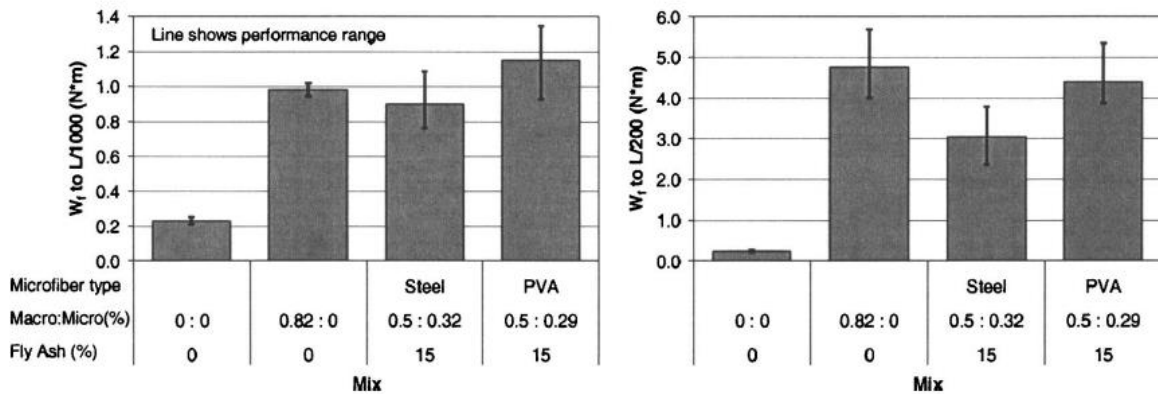 Line shows performance range
W_f to L/1000 (N*m)
1.4
1.2
1.0
0.8
0.6
0.4
0.2
0.0
Microfiber type Steel PVA
Macro:Micro(%) 0 : 0 0.82 : 0 0.5 : 0.32 0.5 : 0.29
Fly Ash (%) 0 0 15 15
Mix
W_f to L/200 (N*m)
6.0
5.0
4.0
3.0
2.0
1.0
0.0
Steel PVA
0 : 0 0.82 : 0 0.5 : 0.32 0.5 : 0.29
0 0 15 15
Mix